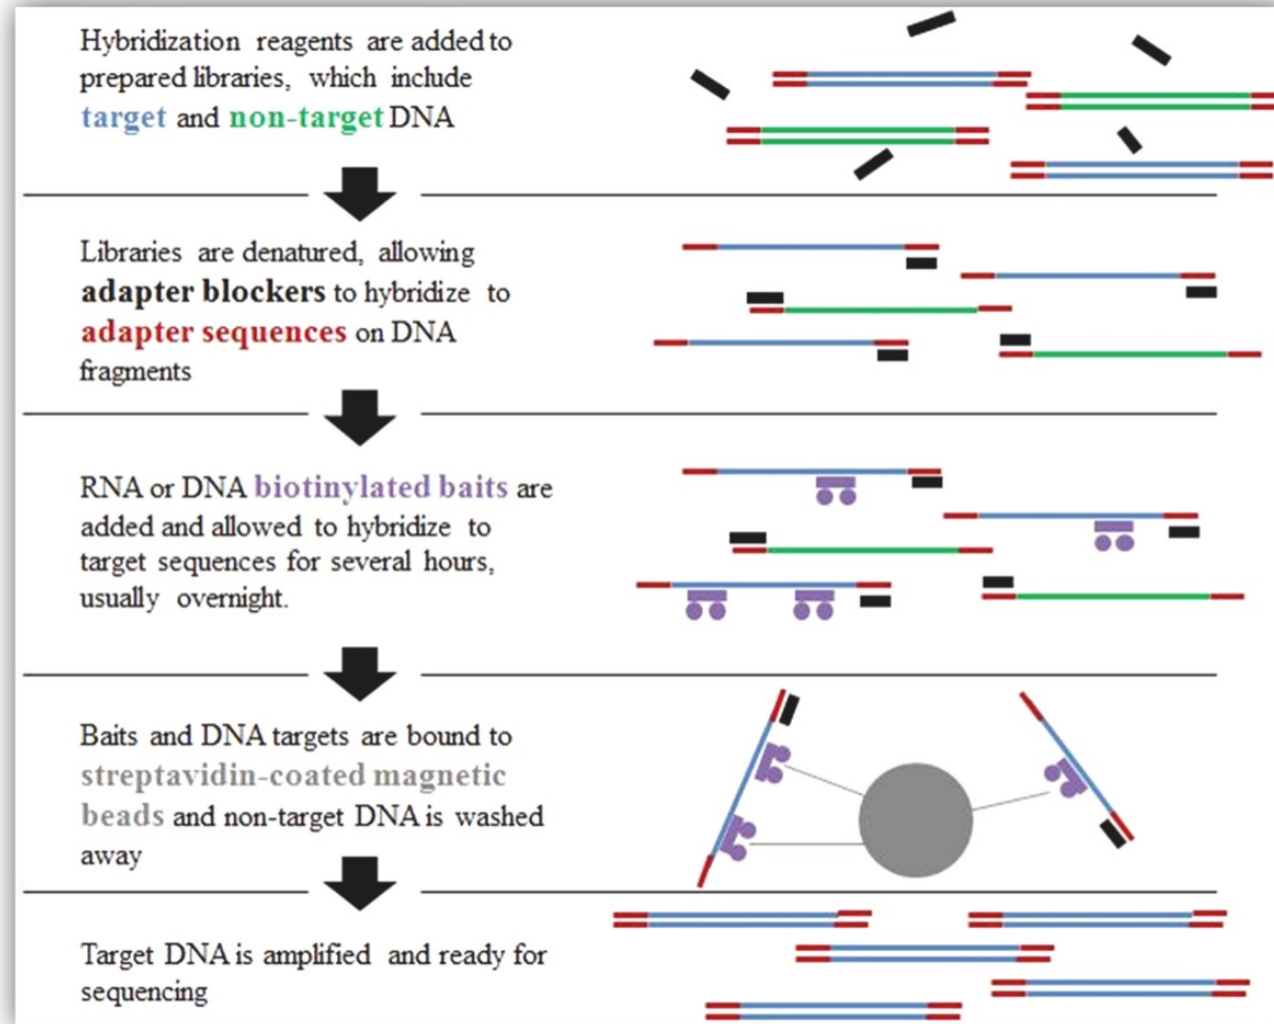 Hybridization reagents are added to
prepared libraries, which include
target and non-target DNA
Libraries are denatured, allowing
adapter blockers to hybridize to
adapter sequences on DNA
fragments
RNA or DNA biotinylated baits are
added and allowed to hybridize to
target sequences for several hours,
usually overnight.
Baits and DNA targets are bound to
streptavidin-coated magnetic
beads and non-target DNA is washed
away
Target DNA is amplified and ready for
sequencing